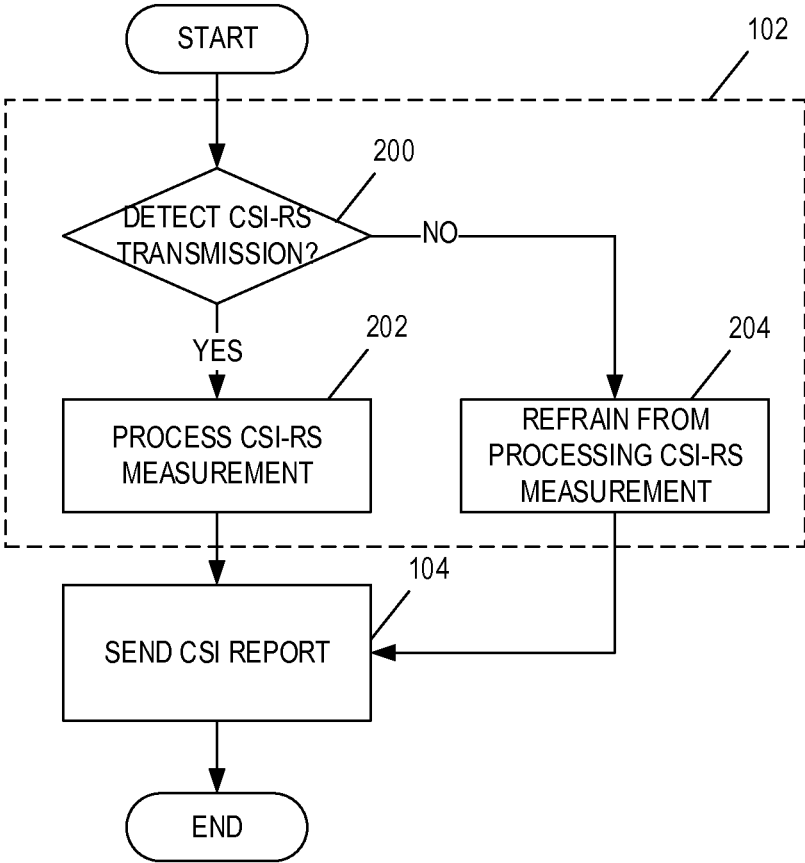 START
102
200
DETECT CSI-RS
TRANSMISSION?
NO
YES
202
204
PROCESS CSI-RS
MEASUREMENT
REFRAIN FROM
PROCESSING CSI-RS
MEASUREMENT
104
SEND CSI REPORT
END